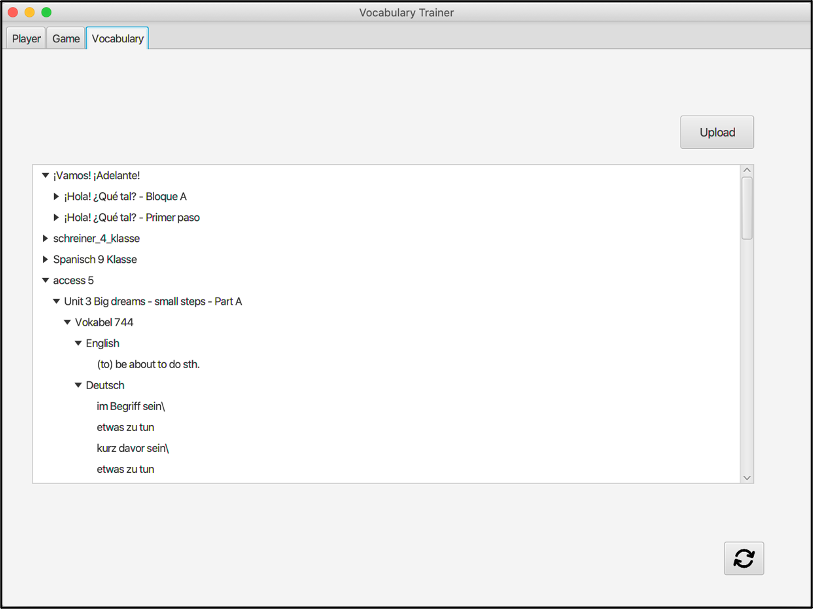 Vocabulary Trainer
Player Game Vocabulary
Upload
¡Vamos! ¡Adelante!
¡Hola! ¿Qué tal? - Bloque A
¡Hola! ¿Qué tal? - Primer paso
schreiner_4_klasse
Spanisch 9 Klasse
access 5
Unit 3 Big dreams - small steps - Part A
Vokabel 744
English
(to) be about to do sth.
Deutsch
im Begriff sein\
etwas zu tun
kurz davor sein\
etwas zu tun